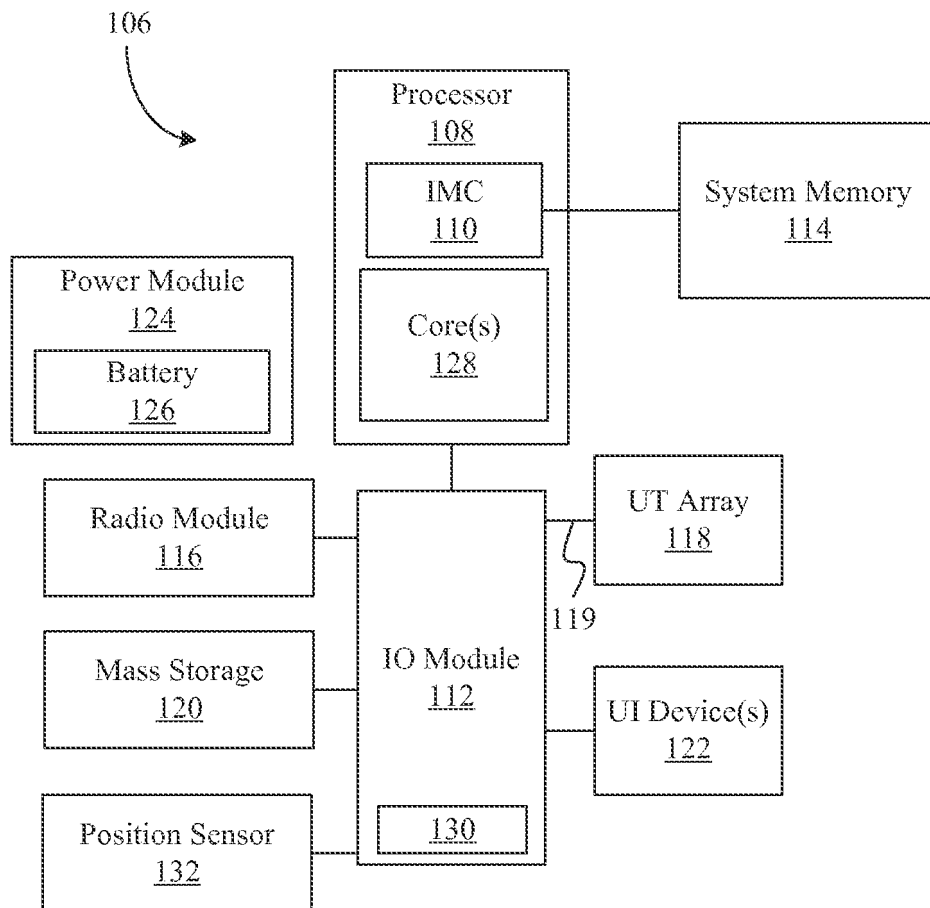 106
Processor
108
IMC
110
System Memory
114
Power Module
124
Battery
126
Core(s)
128
Radio Module
116
UT Array
118
119
Mass Storage
120
IO Module
112
UI Device(s)
122
Position Sensor
132
130